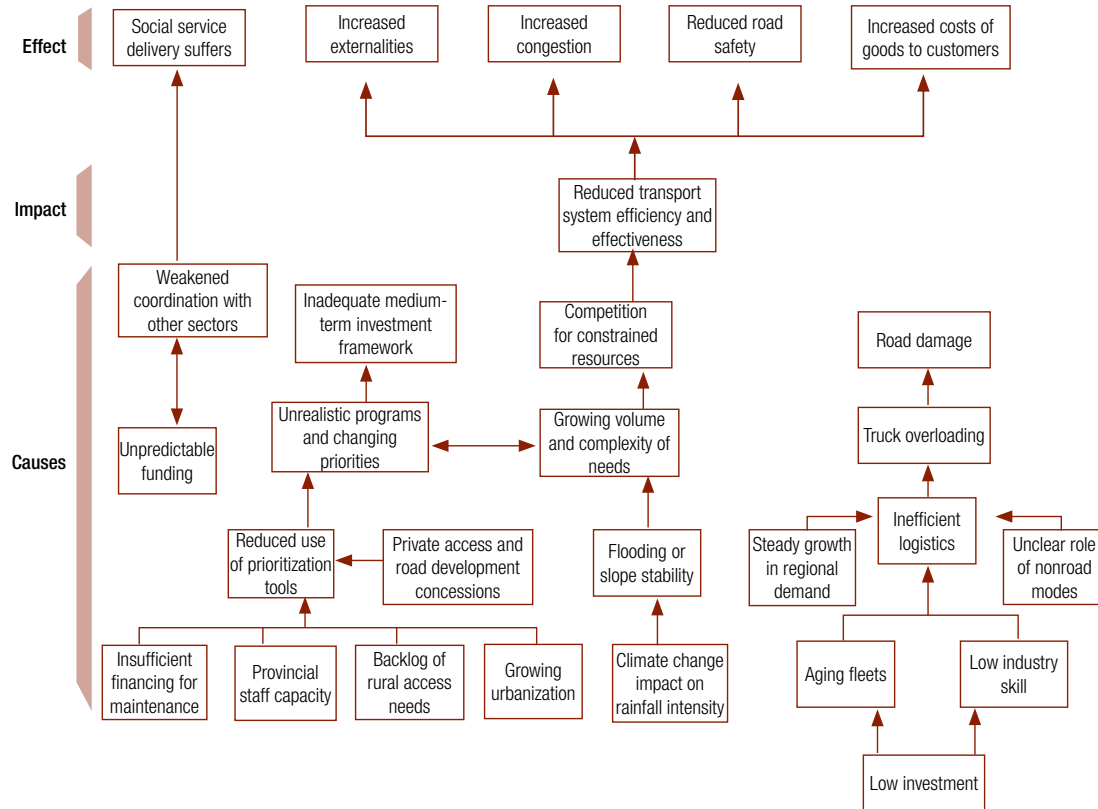 Effect
Social service
delivery suffers
Increased
externalities
Increased
congestion
Reduced road
safety
Increased costs of
goods to customers
Impact
Reduced transport
system efficiency and
effectiveness
Causes
Weakened
coordination with
other sectors
Inadequate medium-
term investment
framework
Competition
for constrained
resources
Road damage
Unpredictable
funding
Unrealistic programs
and changing
priorities
Growing volume
and complexity of
needs
Truck overloading
Reduced use
of prioritization
tools
Private access and
road development
concessions
Flooding or
slope stability
Steady growth
in regional
demand
Inefficient
logistics
Unclear role
of nonroad
modes
Insufficient
financing for
maintenance
Provincial
staff capacity
Backlog of
rural access
needs
Growing
urbanization
Climate change
impact on
rainfall intensity
Aging fleets
Low industry
skill
Low investment